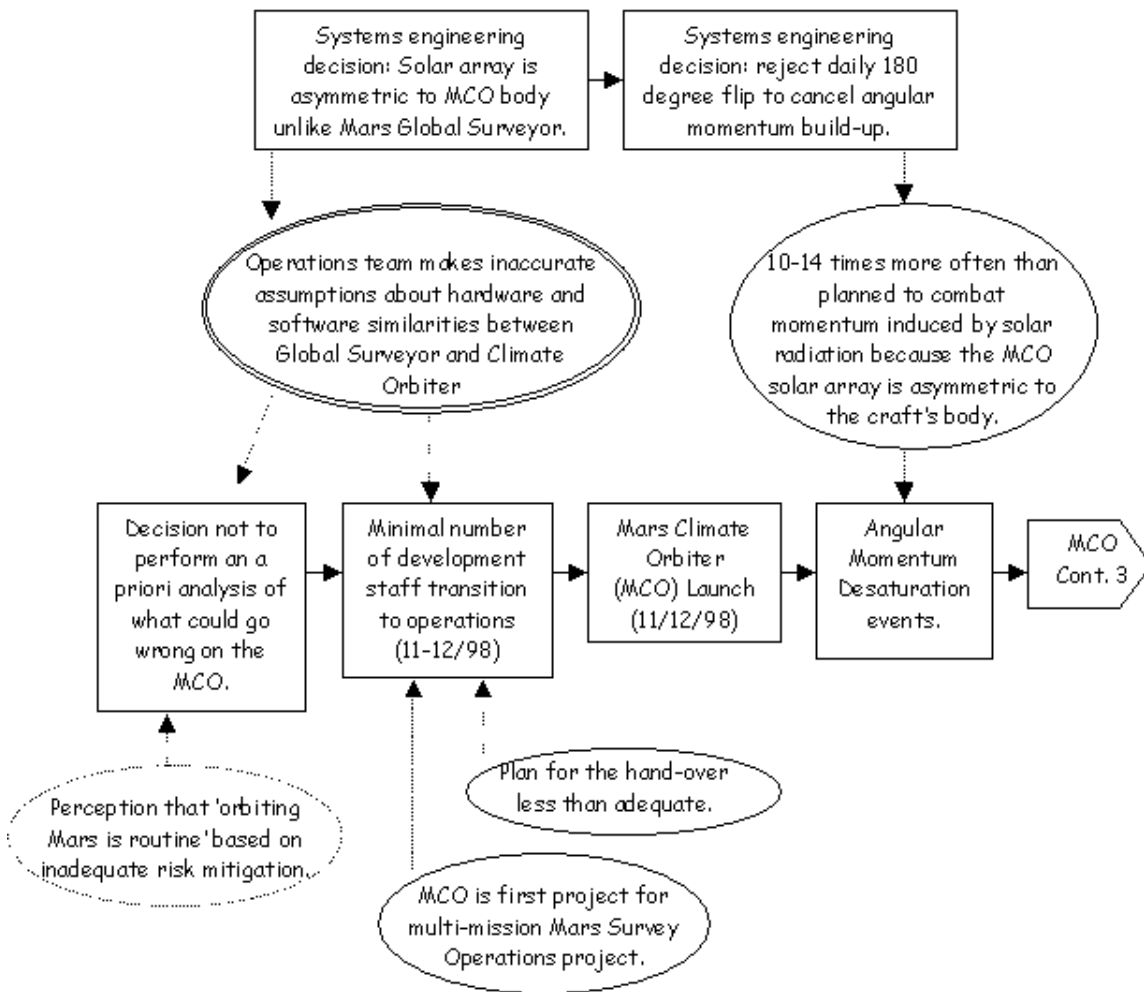 Systems engineering
decision: Solar array is
asymmetric to MCO body
unlike Mars Global Surveyor.
Systems engineering
decision: reject daily 180
degree flip to cancel angular
momentum build-up.
Operations team makes inaccurate
assumptions about hardware and
software similarities between
Global Surveyor and Climate
Orbiter
10-14 times more often than
planned to combat
momentum induced by solar
radiation because the MCO
solar array is asymmetric to
the craft's body.
Decision not to
perform an a
priori analysis of
what could go
wrong on the
MCO.
Minimal number
of development
staff transition
to operations
(11-12/98)
Mars Climate
Orbiter
(MCO) Launch
(11/12/98)
Angular
Momentum
Desaturation
events.
MCO
Cont. 3
Perception that 'orbiting
Mars is routine' based on
inadequate risk mitigation.
Plan for the hand-over
less than adequate.
MCO is first project for
multi-mission Mars Survey
Operations project.